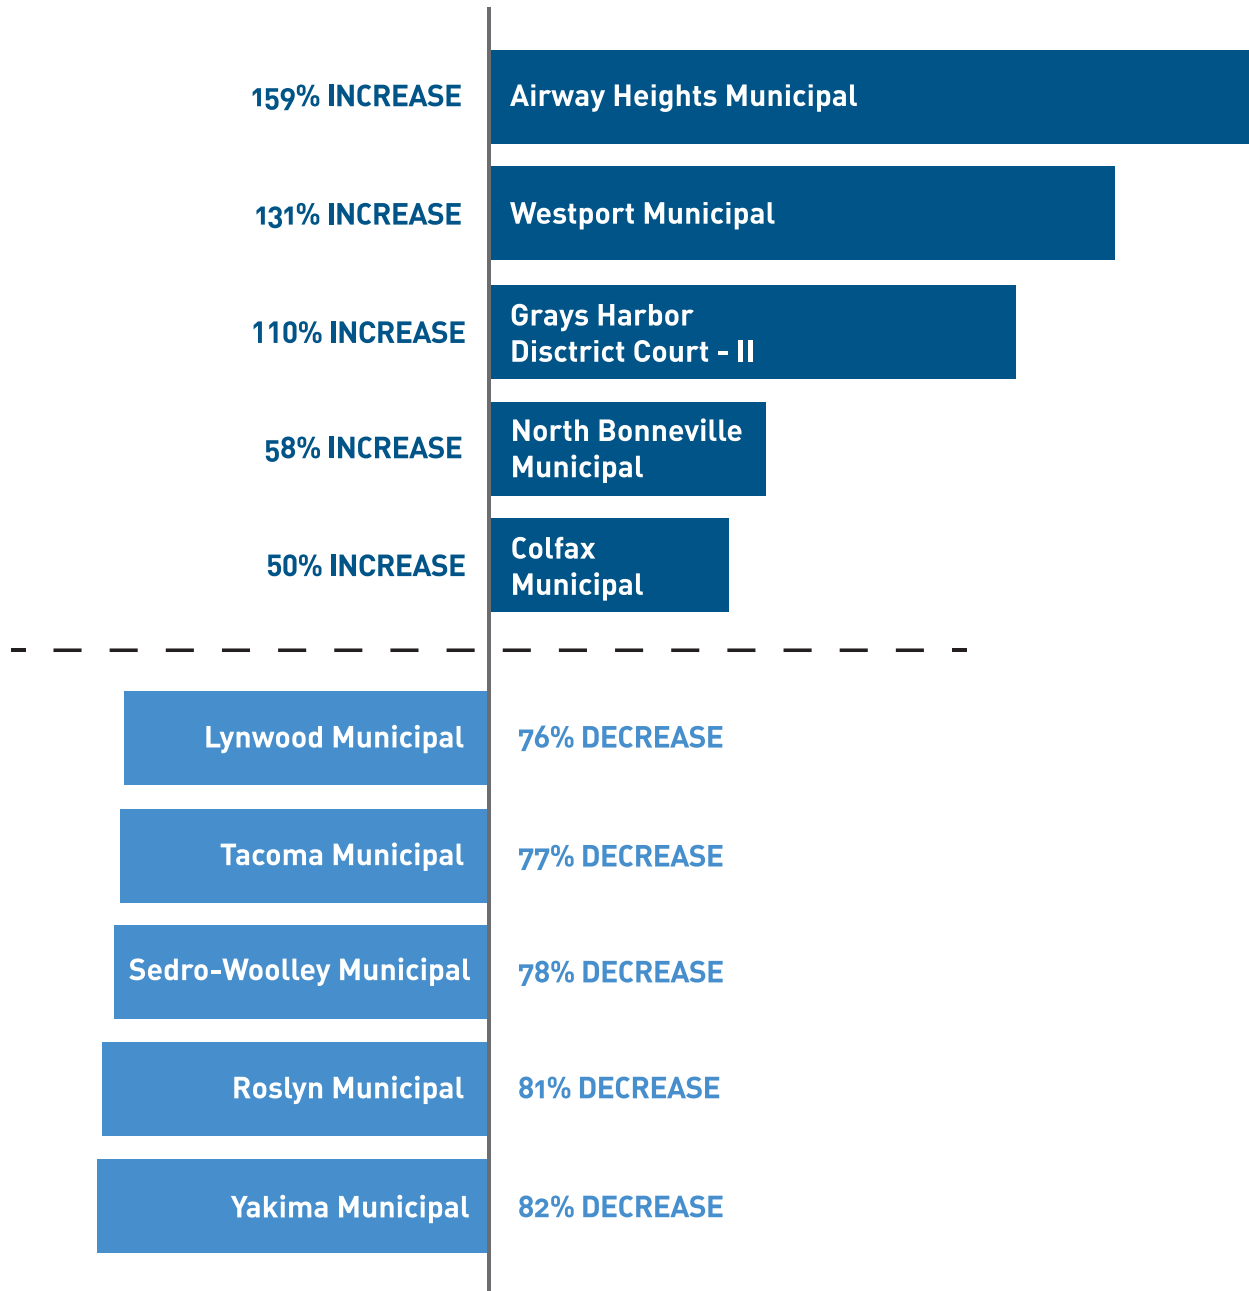 159% INCREASE
Airway Heights Municipal
131% INCREASE
Westport Municipal
110% INCREASE
Grays Harbor
Disctrict Court - II
58% INCREASE
North Bonneville
Municipal
50% INCREASE
Colfax
Municipal
Lynwood Municipal
76% DECREASE
Tacoma Municipal
77% DECREASE
Sedro-Woolley Municipal
78% DECREASE
Roslyn Municipal
81% DECREASE
Yakima Municipal
82% DECREASE